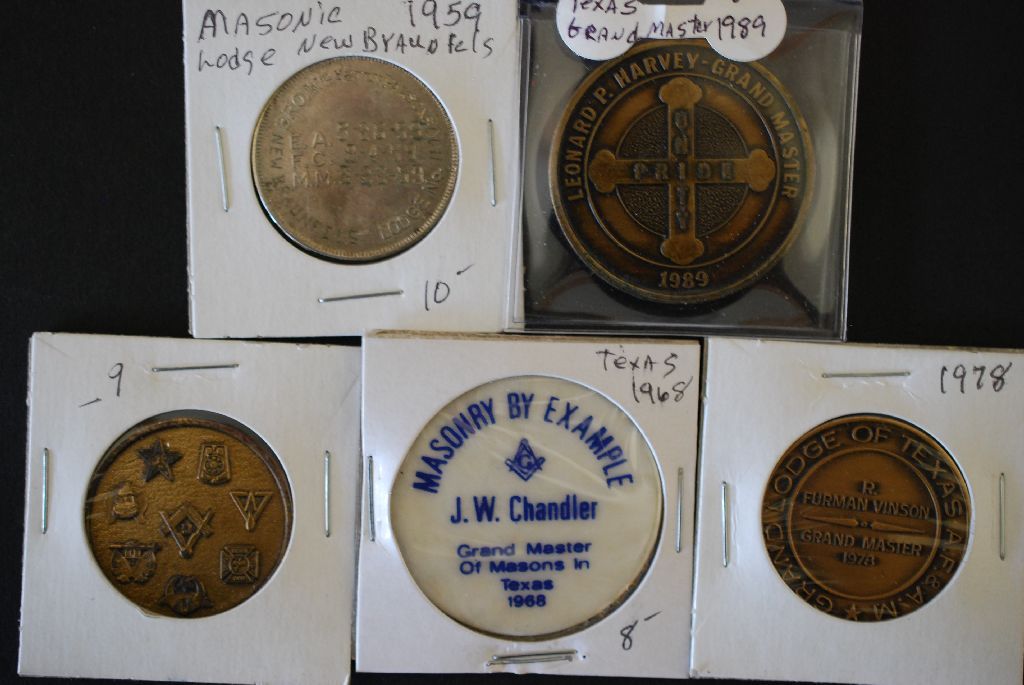 MASONIC 1959
Lodge New Braunfels
10-
Texas
Grand Master 1989
LEONARD P. HARVEY-GRAND MASTER
PRIDE
UNITY
1989
9
TEXAS
1968
MASONRY BY EXAMPLE
G
J. W. Chandler
Grand Master
Of Masons In
Texas
1968
8-
1978
GRAND LODGE OF TEXAS A.F.&A.M.
R.
FURMAN VINSON
GRAND MASTER
1978